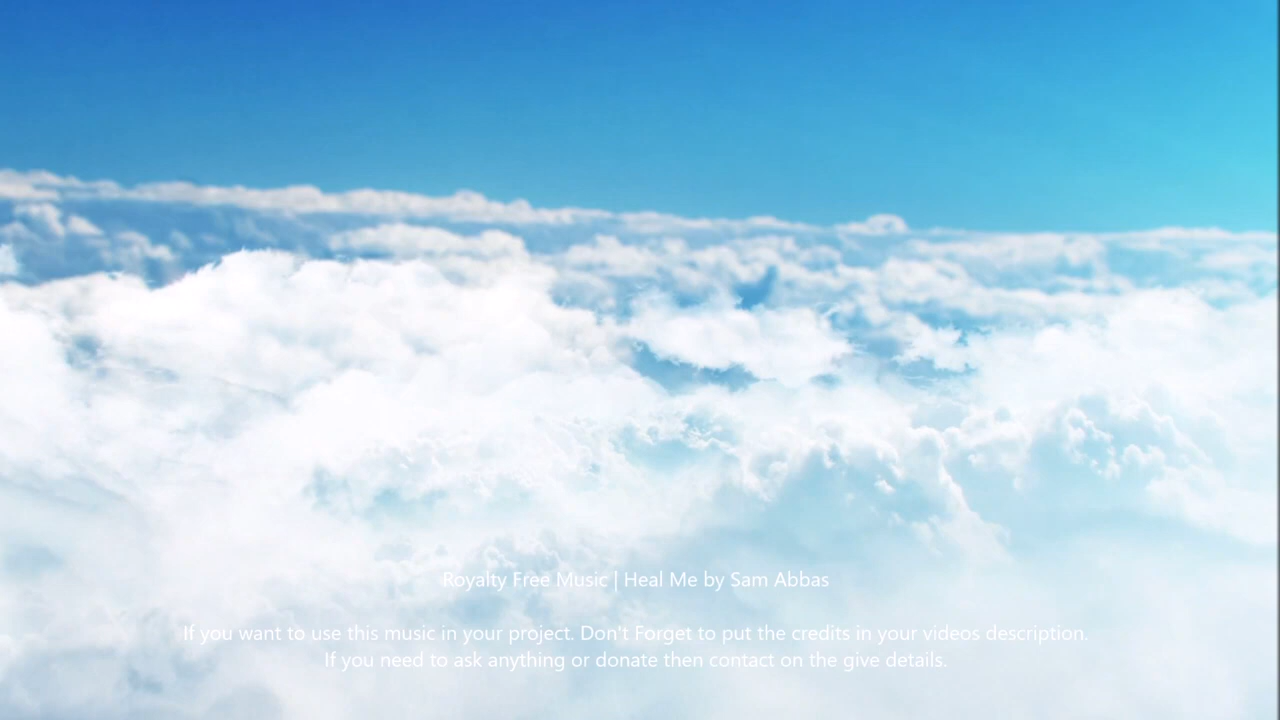 Royalty Free Music | Heal Me by Sam Abbas
If you want to use this music in your project. Don't Forget to put the credits in your videos description.
If you need to ask anything or donate then contact on the give details.